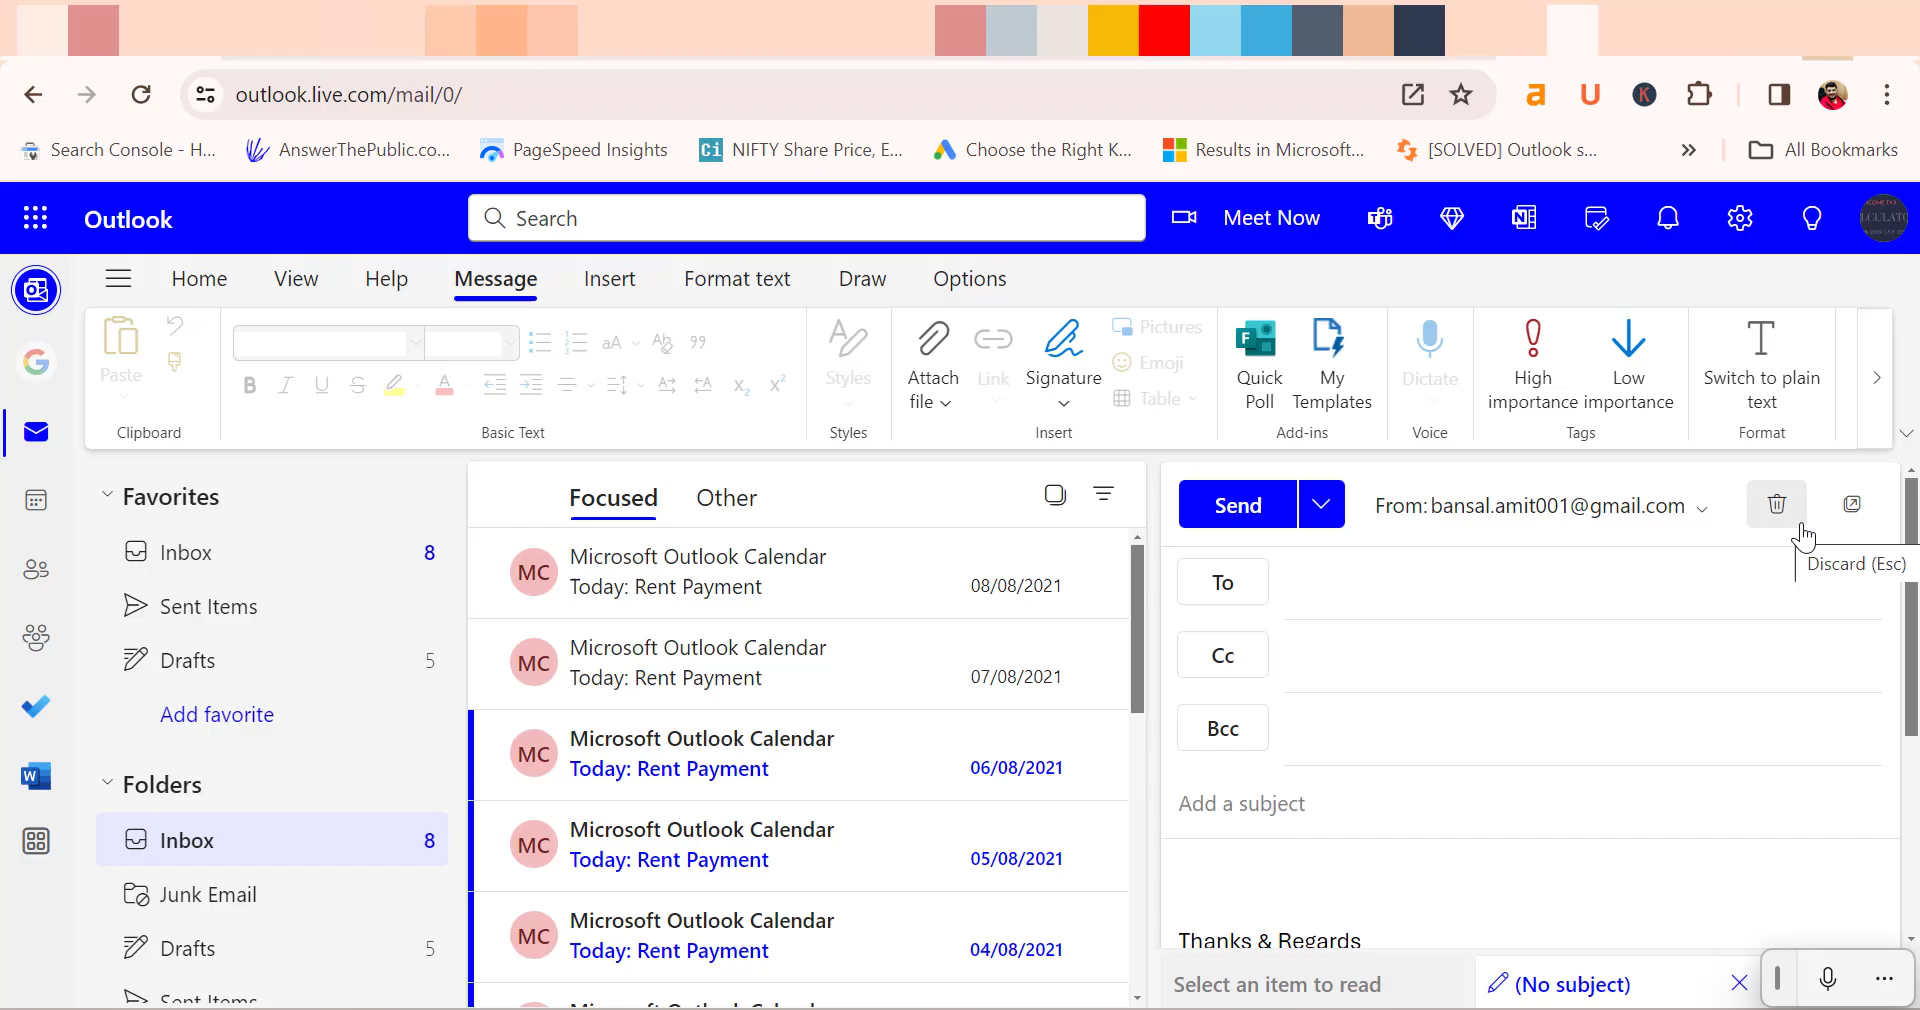 outlook.live.com/mail/0/
Search Console - H...
AnswerThePublic.co...
PageSpeed Insights
Ci NIFTY Share Price, E...
Choose the Right K...
Results in Microsoft...
[SOLVED] Outlook s...
All Bookmarks
Outlook
Search
Meet Now
Home View Help Message Insert Format text Draw Options
Paste
Clipboard
Basic Text
Styles
Styles
Attach file
Link
Signature
Pictures
Emoji
Table
Insert
Quick Poll
My Templates
Add-ins
Dictate
Voice
High importance
Low importance
Tags
Switch to plain text
Format
Favorites
Inbox 8
Sent Items
Drafts 5
Add favorite
Folders
Inbox 8
Junk Email
Drafts 5
Sent Items
Focused Other
MC Microsoft Outlook Calendar
Today: Rent Payment 08/08/2021
MC Microsoft Outlook Calendar
Today: Rent Payment 07/08/2021
MC Microsoft Outlook Calendar
Today: Rent Payment 06/08/2021
MC Microsoft Outlook Calendar
Today: Rent Payment 05/08/2021
MC Microsoft Outlook Calendar
Today: Rent Payment 04/08/2021
Send
From: bansal.amit001@gmail.com
Discard (Esc)
To
Cc
Bcc
Add a subject
Thanks & Regards
Select an item to read
(No subject)